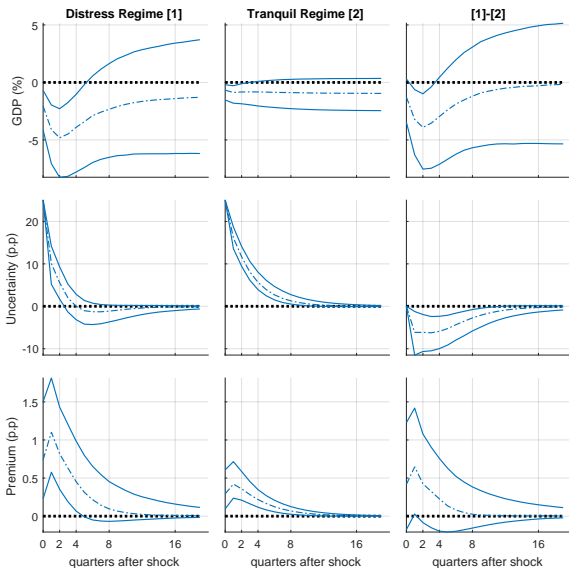 Distress Regime [1] Tranquil Regime [2] [1]-[2]
GDP (%)
5
0
-5
Uncertainty (p.p)
20
10
0
-10
Premium (p.p)
1.5
1
0.5
0
0 2 4 8 16 0 2 4 8 16 0 2 4 8 16
quarters after shock quarters after shock quarters after shock